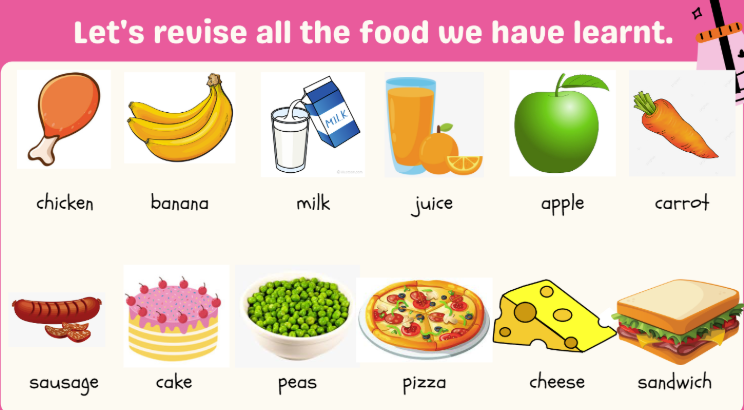 Let's revise all the food we have learnt.
MILK
chicken banana milk juice apple carrot
sausage cake peas pizza cheese sandwich